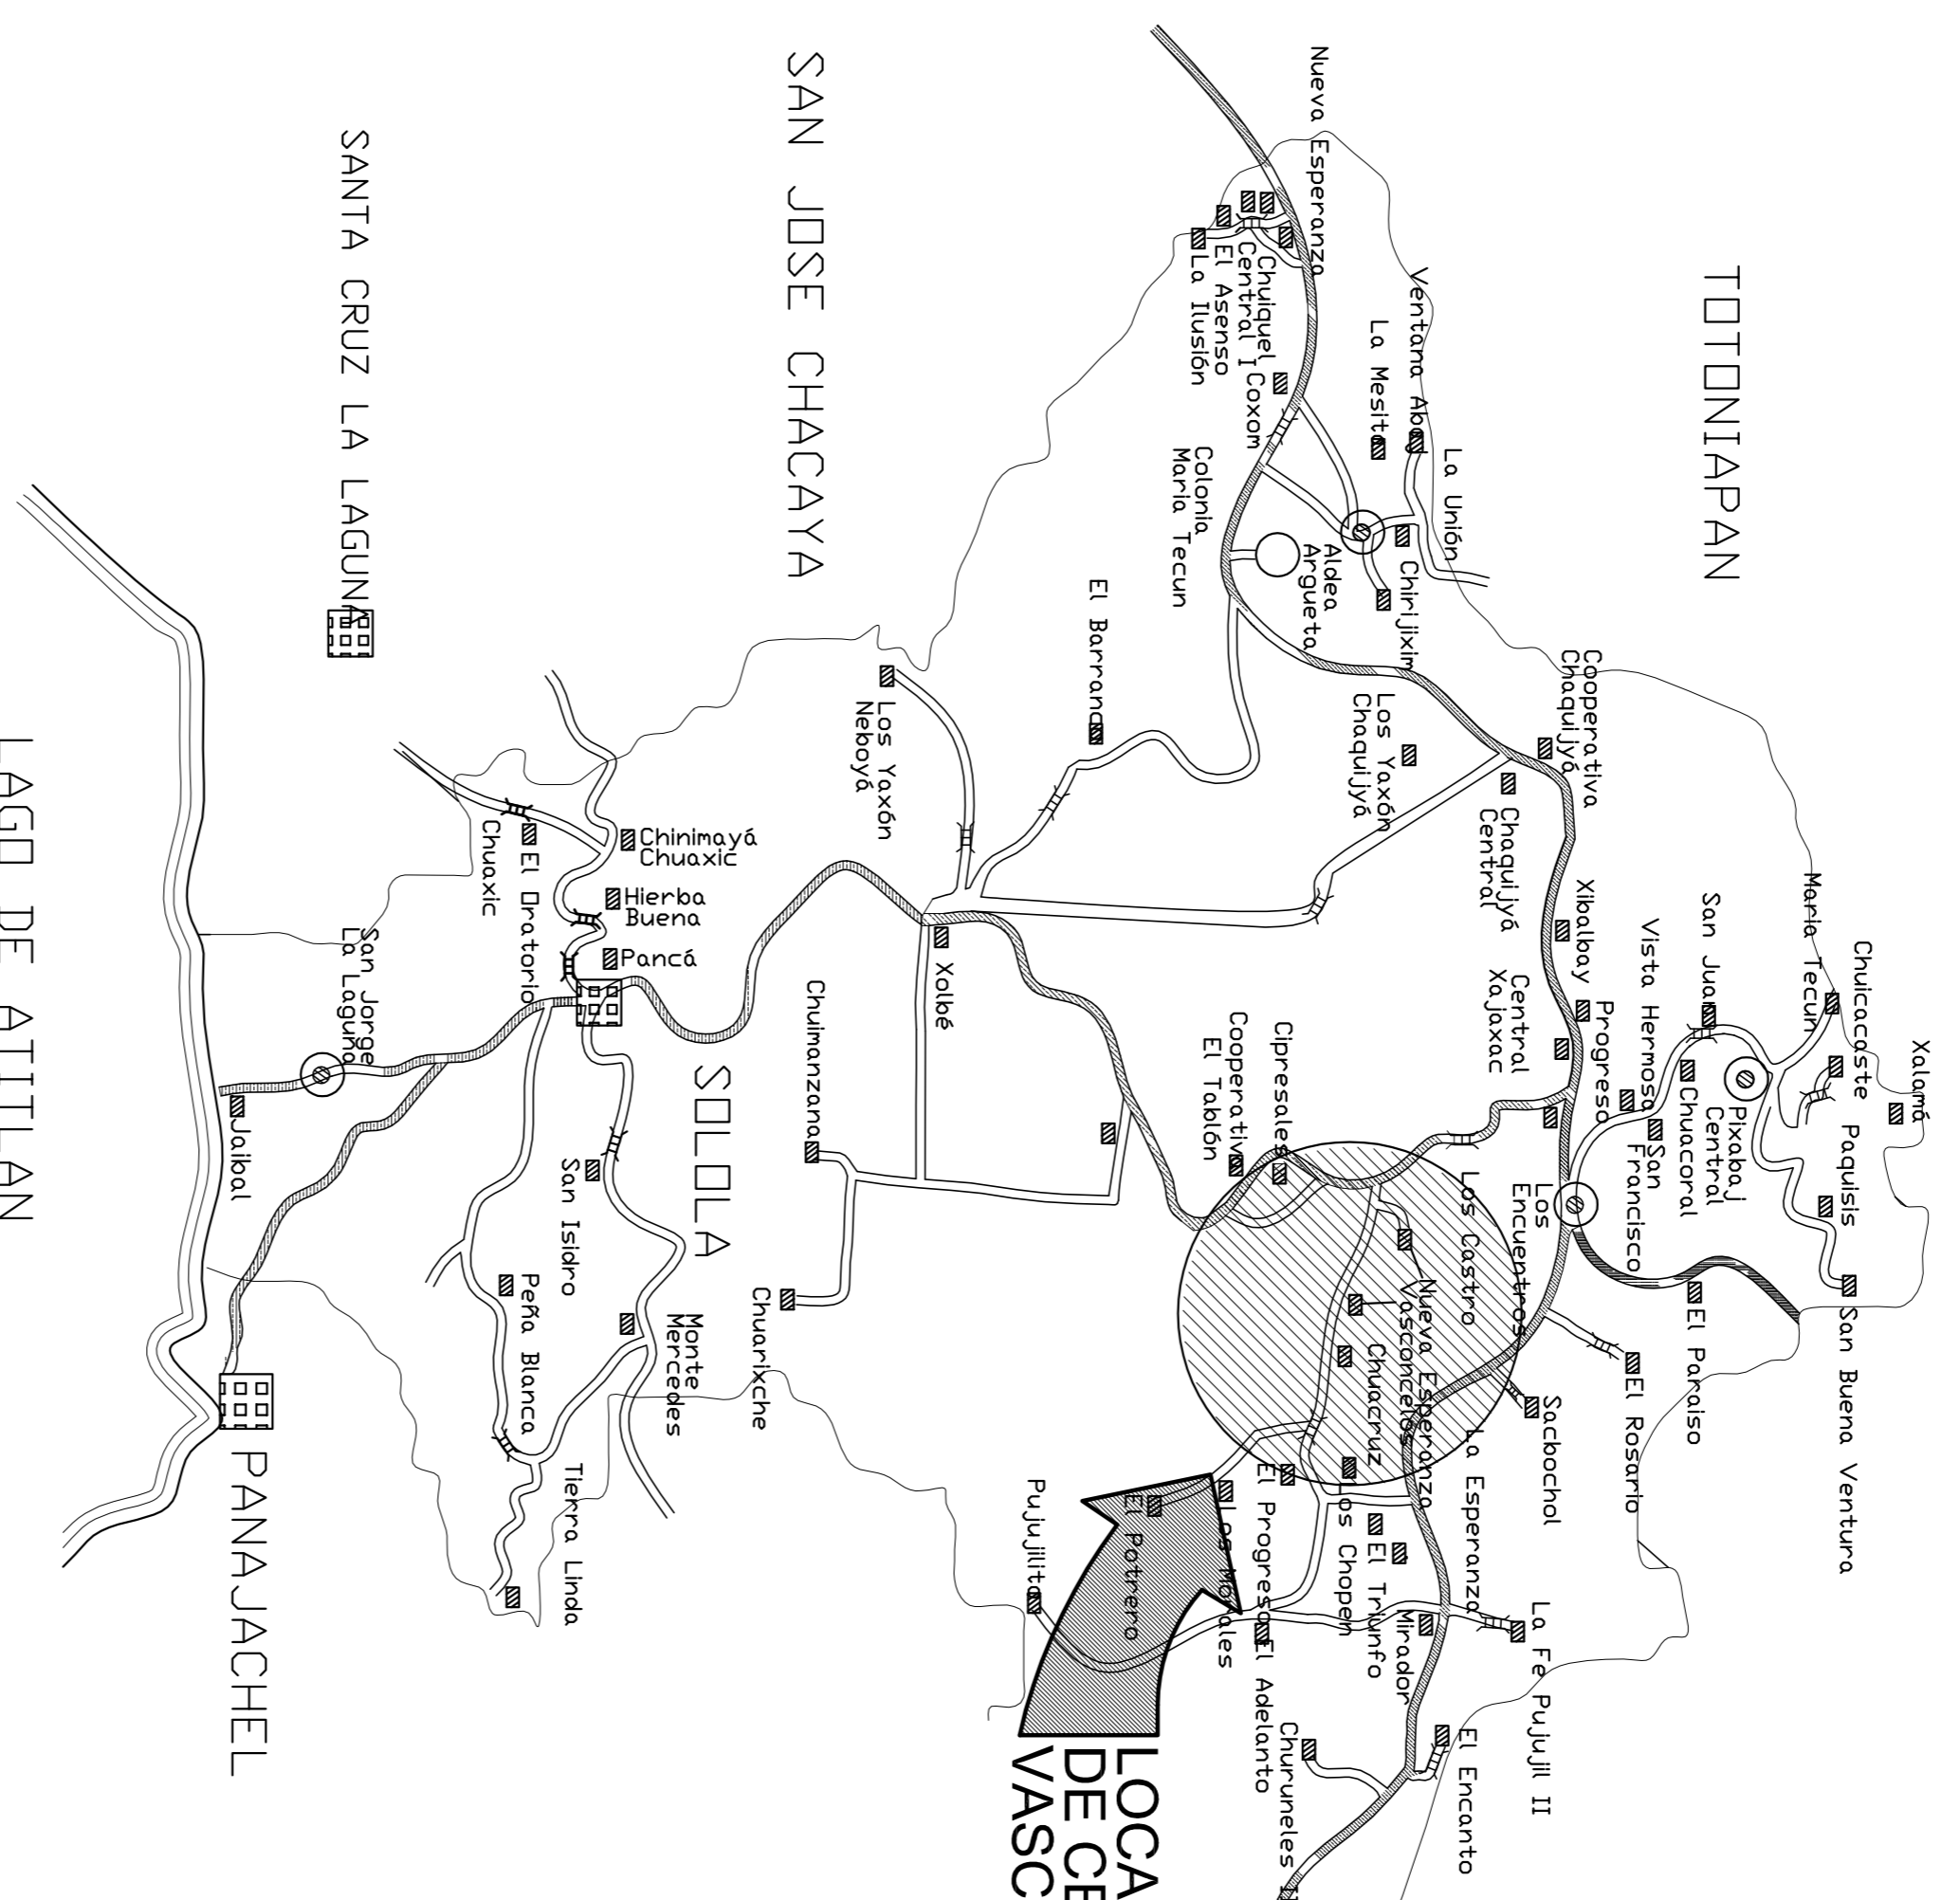 TOTONIAPAN
SAN JOSE CHACAYA
SANTA CRUZ LA LAGUNA
LAGO DE ATITLAN
SOLOLA
PANAJACHEL
Nueva Esperanza
Chuiquel
Central I
El Asenso
La Ilusión
Coxom
Ventana Abaj
La Mesita
La Unión
Colonia
Maria Tecun
Aldea
Argueta
Chirijixim
El Barranco
Cooperativa
Chaquijyá
Los Yaxón
Chaquijyá
Los Yaxón
Neboyá
Chaquijyá
Central
Xibalbay
Central
Xajaxac
Progreso
Vista Hermosa
San Juan
Maria Tecun
Chuicacaste
Xalamá
Paquisis
Pixabaj
Central
Chuacoral
San
Francisco
San Buena Ventura
El Paraiso
El Rosario
Sacbochol
Los
Encuentros
Los Castro
Cipresales
Cooperativa
El Tablón
Xolbé
Chuimanzana
Chuarixche
Chinimayá
Chuaxic
Hierba
Buena
Pancá
El Oratorio
Chuaxic
San Jorge
La Laguna
Jaibal
San Isidro
Peña Blanca
Monte
Mercedes
Tierra Linda
Nueva Esperanza
Vasconcelos
Chuacruz
La Esperanza
Los Chopen
El Triunfo
Mirador
El Progreso
Los Morales
El Potrero
Pujujilito
El Adelanto
Churuneles I
La Fe Pujujil II
El Encanto
LOCA
DE CE
VASC